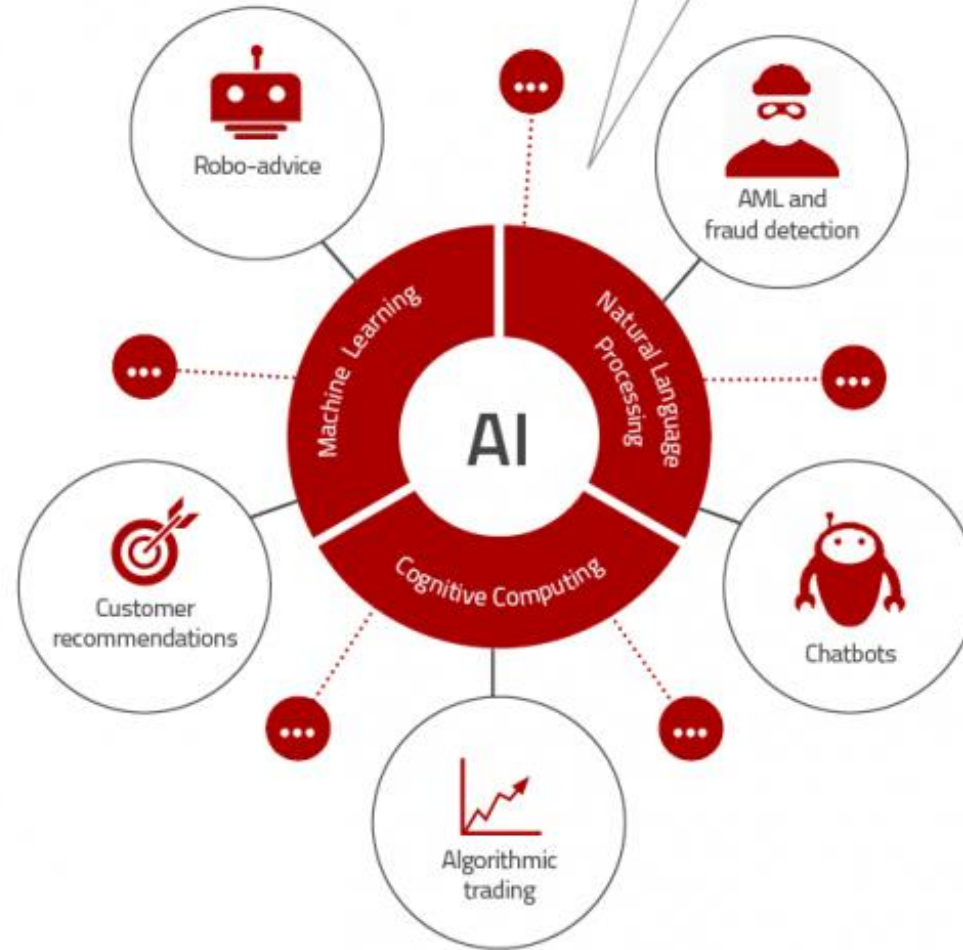 Robo-advice
AML and
fraud detection
Machine Learning
Natural Language
Processing
AI
Cognitive Computing
Customer
recommendations
Chatbots
Algorithmic
trading